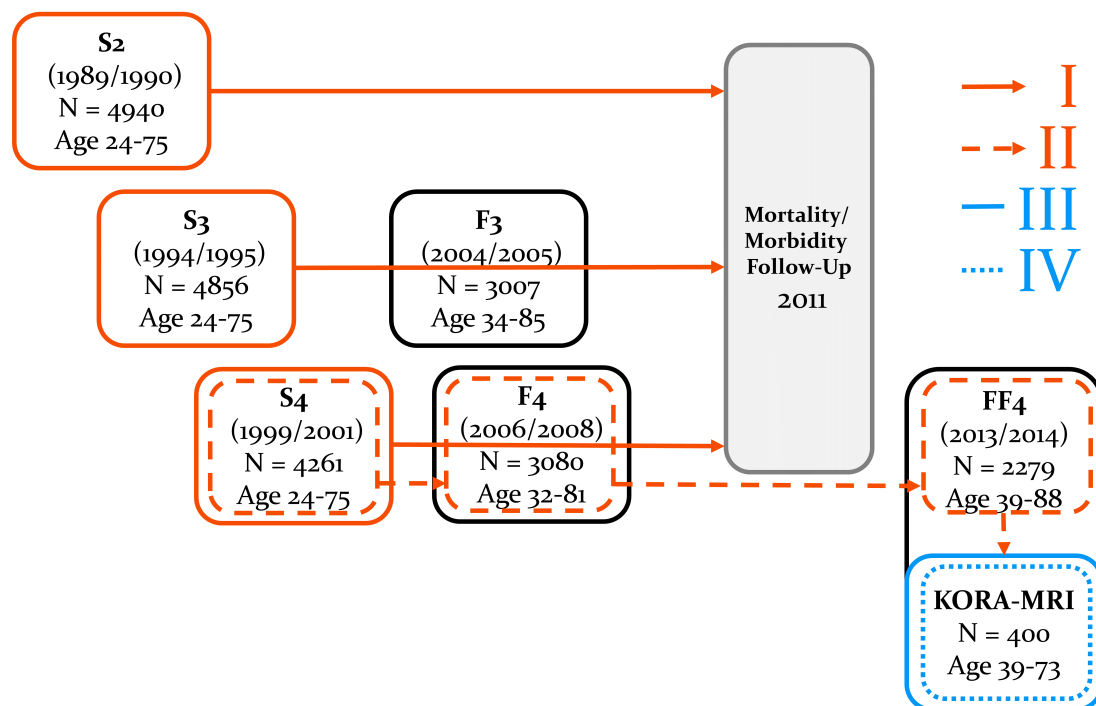 S2
(1989/1990)
N = 4940
Age 24-75
S3
(1994/1995)
N = 4856
Age 24-75
F3
(2004/2005)
N = 3007
Age 34-85
S4
(1999/2001)
N = 4261
Age 24-75
F4
(2006/2008)
N = 3080
Age 32-81
Mortality/
Morbidity
Follow-Up
2011
I
II
III
IV
FF4
(2013/2014)
N = 2279
Age 39-88
KORA-MRI
N = 400
Age 39-73